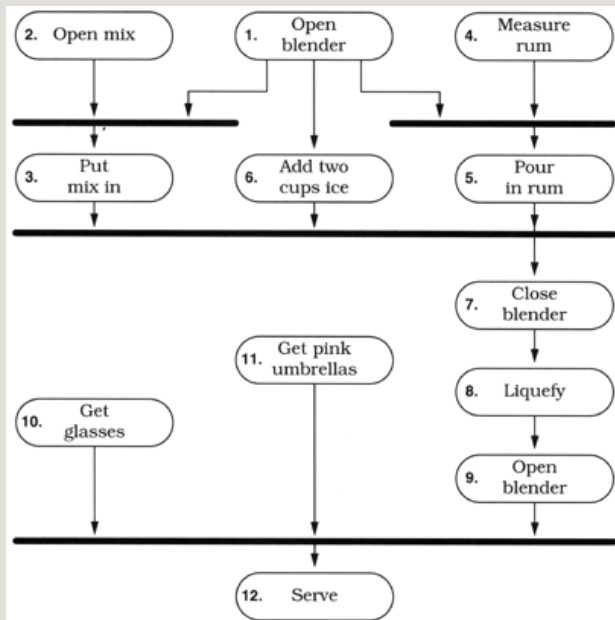 2. Open mix
1. Open
blender
4. Measure
rum
3. Put
mix in
6. Add two
cups ice
5. Pour
in rum
7. Close
blender
11. Get pink
umbrellas
8. Liquefy
10. Get
glasses
9. Open
blender
12. Serve